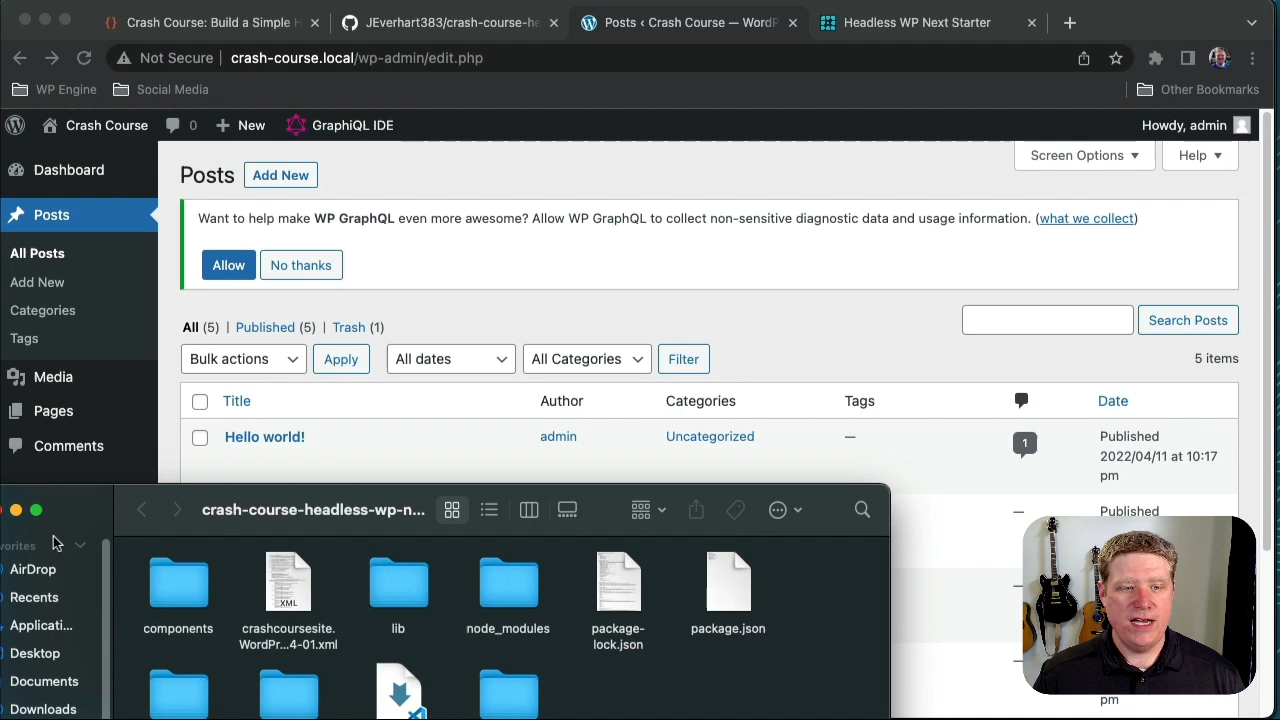 Crash Course: Build a Simple H
JEverhart383/crash-course-he
Posts ‹ Crash Course — WordP
Headless WP Next Starter
Not Secure
crash-course.local/wp-admin/edit.php
WP Engine
Social Media
Other Bookmarks
Crash Course
0
New
GraphiQL IDE
Howdy, admin
Dashboard
Posts
All Posts
Add New
Categories
Tags
Media
Pages
Comments
Posts
Add New
Screen Options
Help
Want to help make WP GraphQL even more awesome? Allow WP GraphQL to collect non-sensitive diagnostic data and usage information. (what we collect)
Allow
No thanks
All (5) | Published (5) | Trash (1)
Search Posts
Bulk actions
Apply
All dates
All Categories
Filter
5 items
Title
Author
Categories
Tags
Date
Hello world!
admin
Uncategorized
—
1
Published
2022/04/11 at 10:17
pm
—
Published
pm
crash-course-headless-wp-n...
vorites
AirDrop
Recents
Applicati...
Desktop
Documents
Downloads
components
XML
crashcoursesite.
WordPr...4-01.xml
lib
node_modules
package-
lock.json
package.json